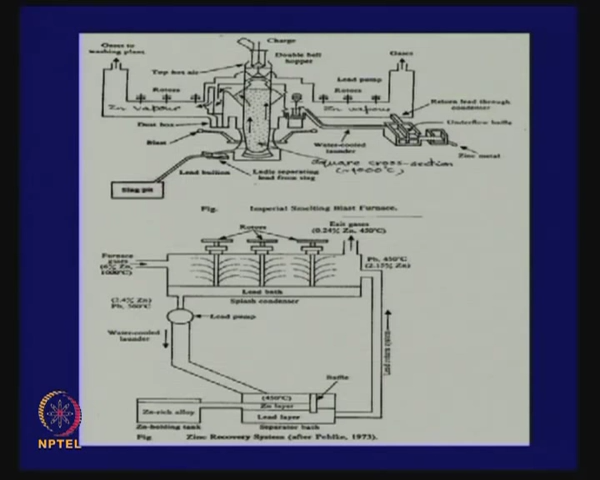 Charge
Gases to washing plant
Double bell hopper
Gases
Top hot air
Lead pump
Rotors
Rotors
Return lead through condenser
Zn vapour
Zn vapour
Underflow baffle
Dust box
Blast
Water-cooled launder
Zinc metal
square cross-section
(~1000°C)
Lead bullion
Ladle separating lead from slag
Slag pit
Fig. Imperial Smelting Blast Furnace.
Exit gases
(0.24% Zn, 450°C)
Rotors
Furnace gases
(6% Zn, 1000°C)
Pb, 450°C
(2.15% Zn)
Lead bath
Splash condenser
(2.4% Zn)
Pb, 560°C
Lead pump
Water-cooled launder
Baffle
(450°C)
Zn layer
Zn-rich alloy
Lead layer
Zn-holding tank
Separator bath
Fig Zinc Recovery System (after Pehlke, 1973).
NPTEL